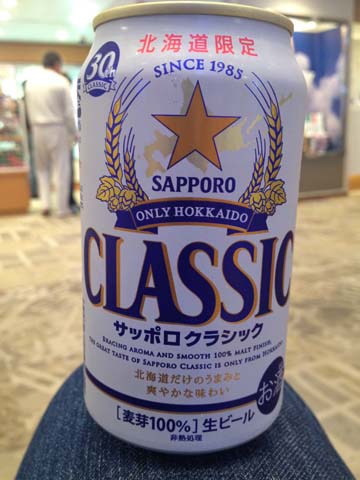 北海道限定
SINCE 1985
30th
CLASSIC
SAPPORO
ONLY HOKKAIDO
CLASSIC
サッポロクラシック
BRACING AROMA AND SMOOTH 100% MALT FINISH.
THE GREAT TASTE OF SAPPORO CLASSIC IS ONLY FROM HOKKAIDO.
北海道だけのうまみと
爽やかな味わい
お酒
[麦芽100%]生ビール
非熱処理